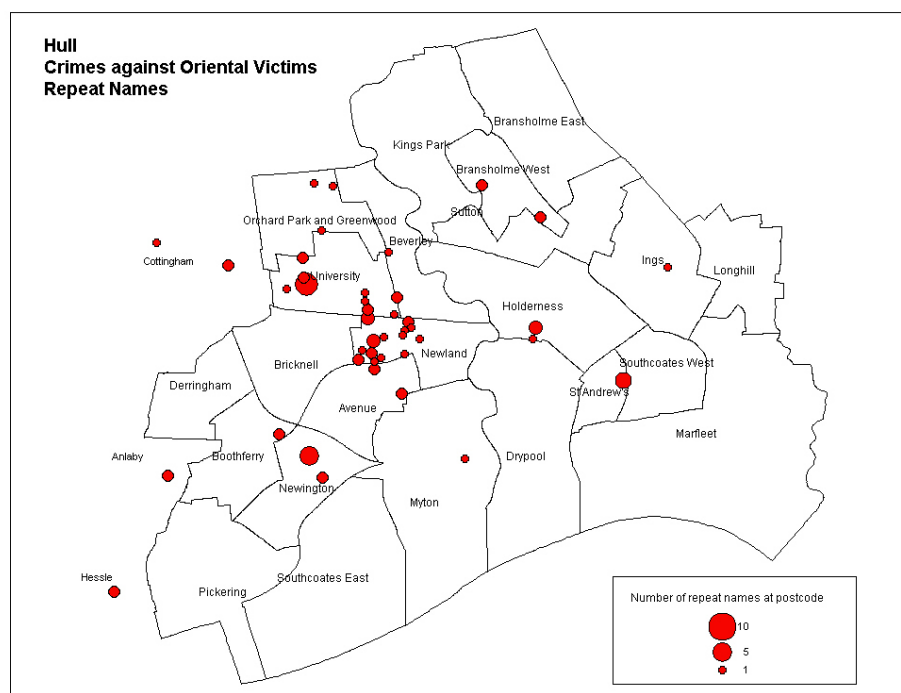 Hull
Crimes against Oriental Victims
Repeat Names
Bransholme East
Kings Park
Bransholme West
Sutton
Orchard Park and Greenwood
Beverley
Cottingham
University
Ings
Longhill
Holderness
Bricknell
Newland
Southcoates West
Derringham
St Andrew's
Avenue
Marfleet
Anlaby
Boothferry
Drypool
Newington
Myton
Hessle
Southcoates East
Pickering
Number of repeat names at postcode
10
5
1